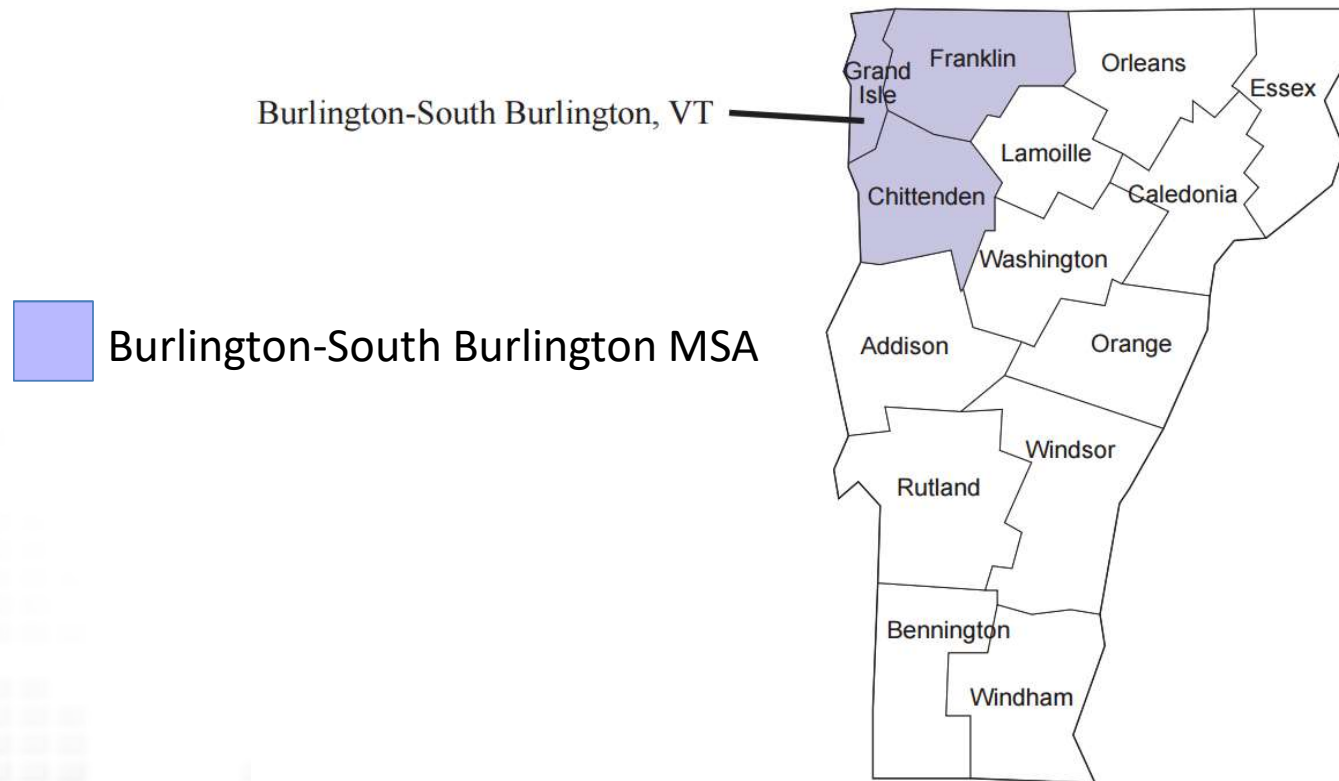 Burlington-South Burlington, VT
Burlington-South Burlington MSA
Grand
Isle
Franklin
Orleans
Essex
Lamoille
Chittenden
Caledonia
Washington
Addison
Orange
Windsor
Rutland
Bennington
Windham